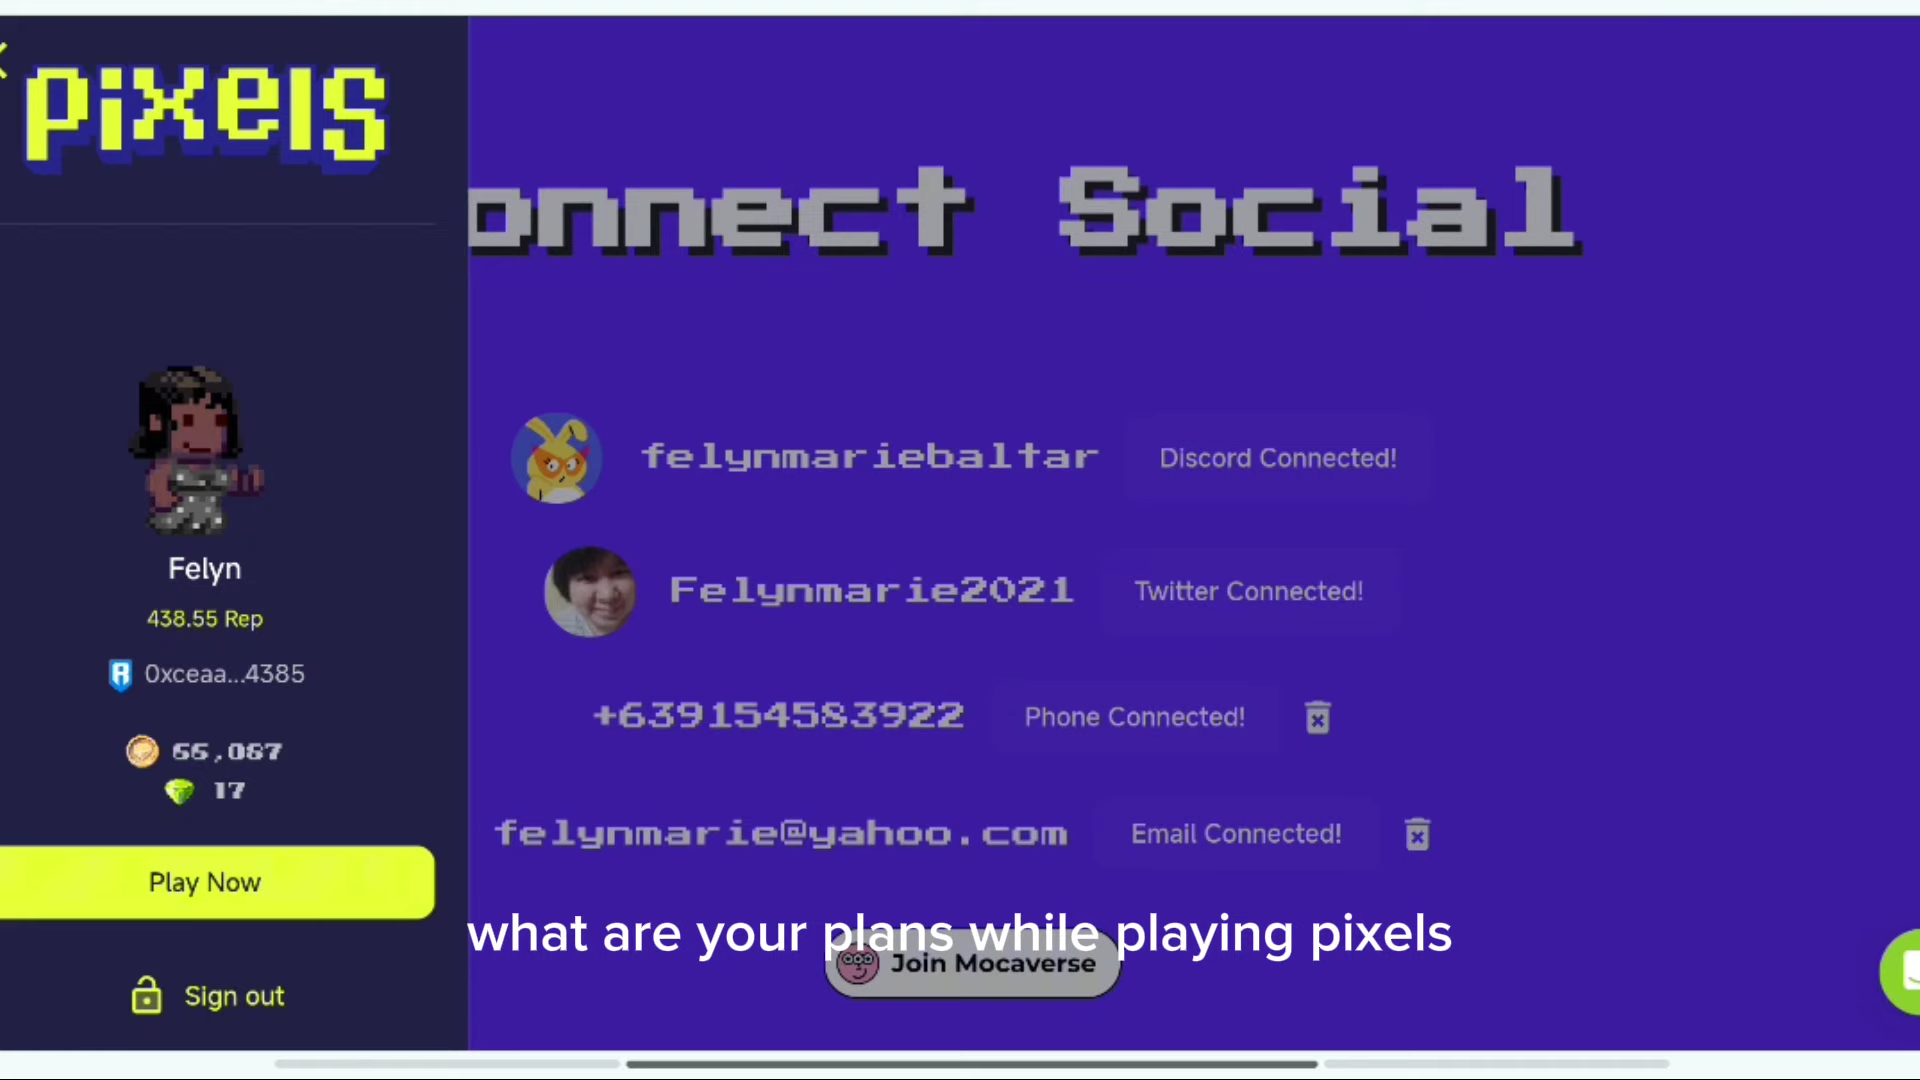 pixels
onnect Social
felynmariebaltar Discord Connected!
Felynmarie2021 Twitter Connected!
+639154583922 Phone Connected!
felynmarie@yahoo.com Email Connected!
Felyn
438.55 Rep
0xceaa...4385
66,067
17
Play Now
Sign out
what are your plans while playing pixels
Join Mocaverse